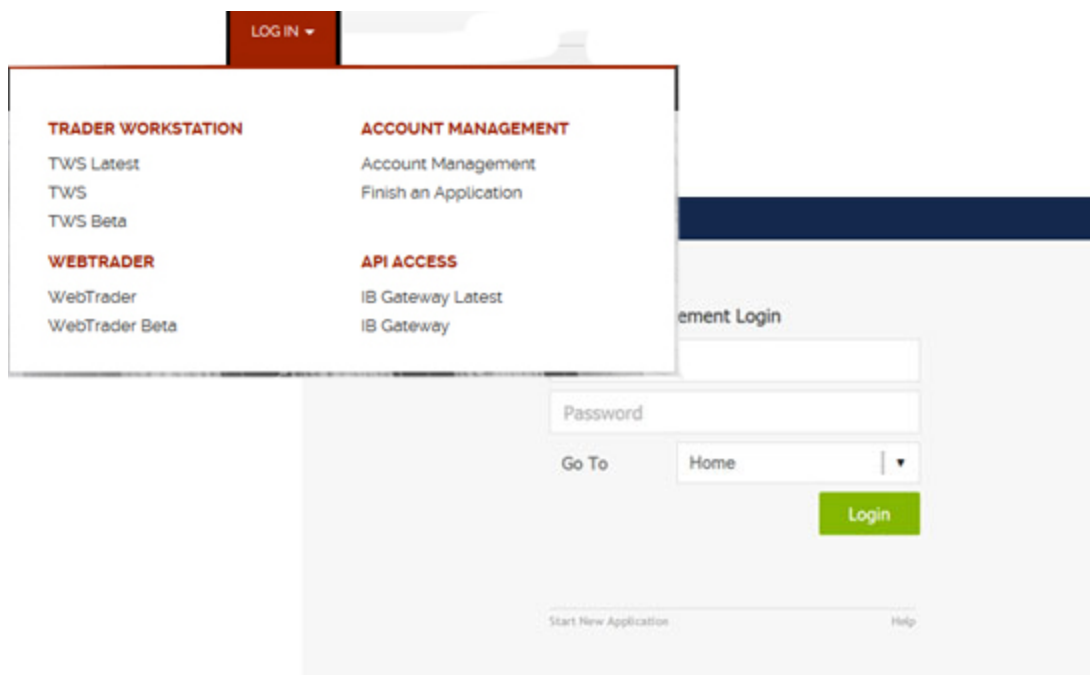 LOG IN
TRADER WORKSTATION
TWS Latest
TWS
TWS Beta
ACCOUNT MANAGEMENT
Account Management
Finish an Application
WEBTRADER
WebTrader
WebTrader Beta
API ACCESS
IB Gateway Latest
IB Gateway
ement Login
Password
Go To Home
Login
Start New Application Help